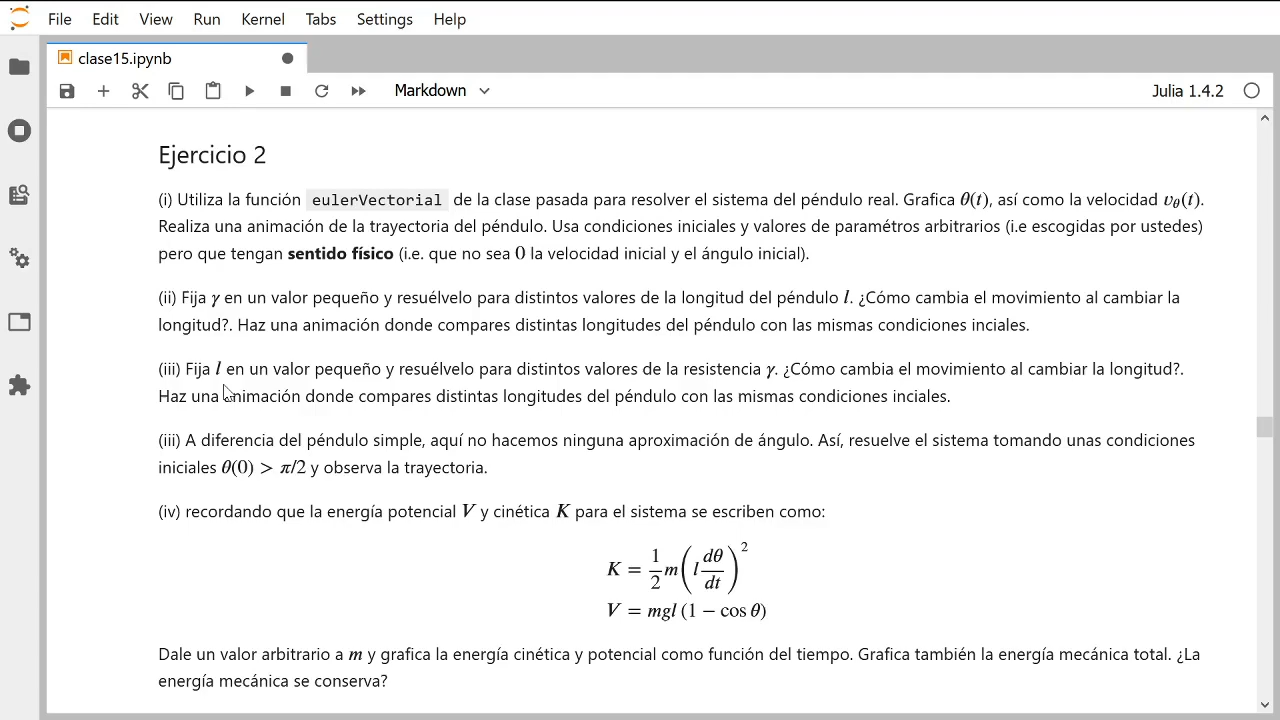 File Edit View Run Kernel Tabs Settings Help
clase15.ipynb
Markdown
Julia 1.4.2
Ejercicio 2
(i) Utiliza la función eulerVectorial de la clase pasada para resolver el sistema del péndulo real. Grafica θ(t), así como la velocidad v_θ(t).
Realiza una animación de la trayectoria del péndulo. Usa condiciones iniciales y valores de paramétros arbitrarios (i.e escogidas por ustedes)
pero que tengan sentido físico (i.e. que no sea 0 la velocidad inicial y el ángulo inicial).
(ii) Fija γ en un valor pequeño y resuélvelo para distintos valores de la longitud del péndulo l. ¿Cómo cambia el movimiento al cambiar la
longitud?. Haz una animación donde compares distintas longitudes del péndulo con las mismas condiciones inciales.
(iii) Fija l en un valor pequeño y resuélvelo para distintos valores de la resistencia γ. ¿Cómo cambia el movimiento al cambiar la longitud?.
Haz una animación donde compares distintas longitudes del péndulo con las mismas condiciones inciales.
(iii) A diferencia del péndulo simple, aquí no hacemos ninguna aproximación de ángulo. Así, resuelve el sistema tomando unas condiciones
iniciales θ(0) > π/2 y observa la trayectoria.
(iv) recordando que la energía potencial V y cinética K para el sistema se escriben como:
K = 1/2 m (l dθ/dt)^2
V = mgl (1 − cos θ)
Dale un valor arbitrario a m y grafica la energía cinética y potencial como función del tiempo. Grafica también la energía mecánica total. ¿La
energía mecánica se conserva?